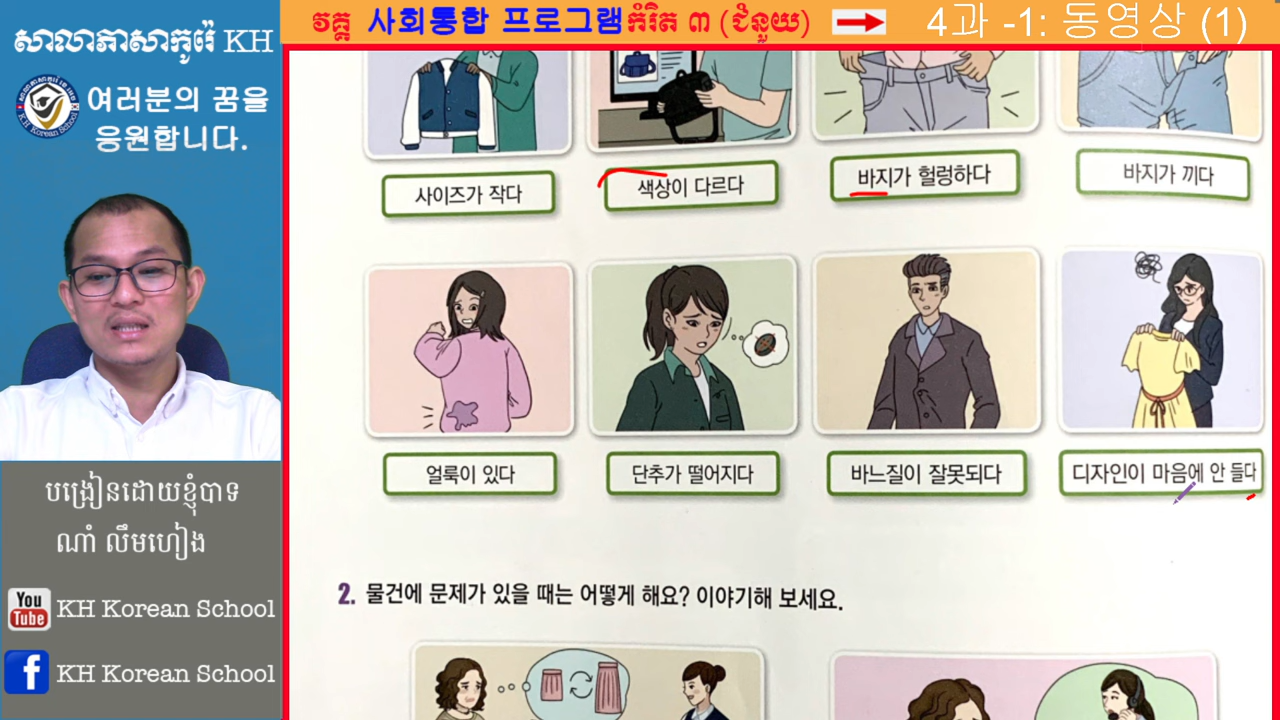 សាលាភាសាកូរ៉េ KH
여러분의 꿈을
응원합니다.
វគ្គ 사회통합 프로그램កំរិត ៣ (ជំនួយ)
4과 -1: 동영상 (1)
사이즈가 작다
색상이 다르다
바지가 헐렁하다
바지가 끼다
얼룩이 있다
단추가 떨어지다
바느질이 잘못되다
디자인이 마음에 안 들다
2. 물건에 문제가 있을 때는 어떻게 해요? 이야기해 보세요.
បង្រៀនដោយខ្ញុំបាទ
ណាំ លឹមហៀង
You Tube KH Korean School
f KH Korean School